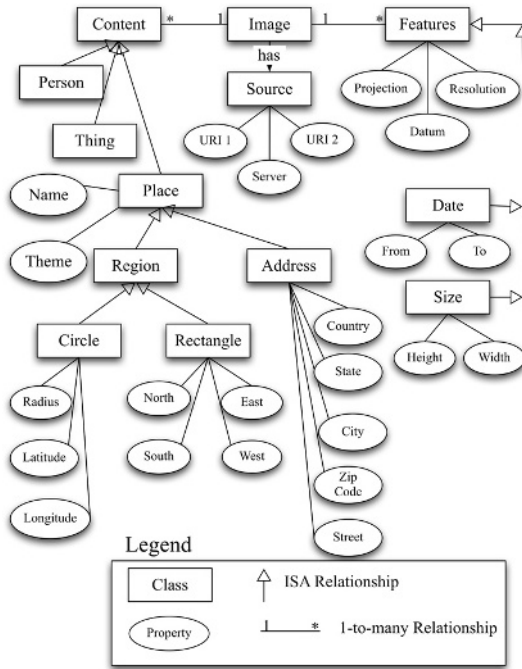 Content * 1 Image 1 * Features
has
Person
Source
Projection Resolution
Thing
URI 1 URI 2
Datum
Server
Name
Place
Date
Theme
From To
Region Address
Size
Country
Circle Rectangle
Height Width
State
Radius North East
City
Latitude South West
Zip
Code
Longitude
Street
Legend
Class ISA Relationship
Property 1 * 1-to-many Relationship